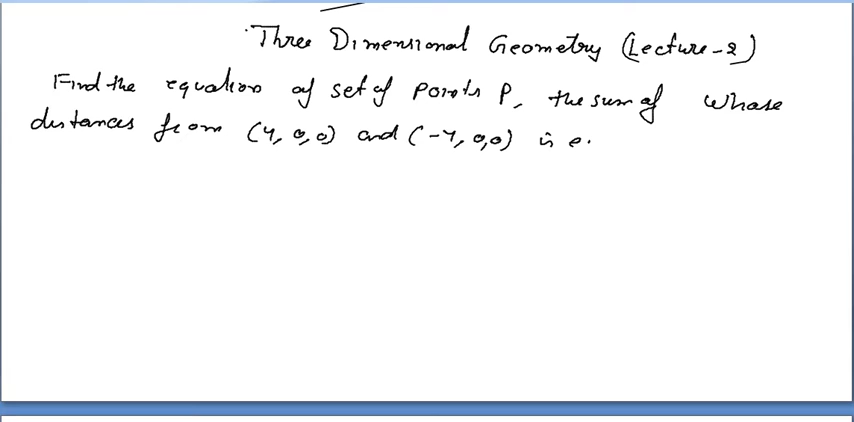 Three Dimensional Geometry (Lecture-2)
Find the equation of set of points P, the sum of whose
distances from (4, 0, 0) and (-4, 0,0) is